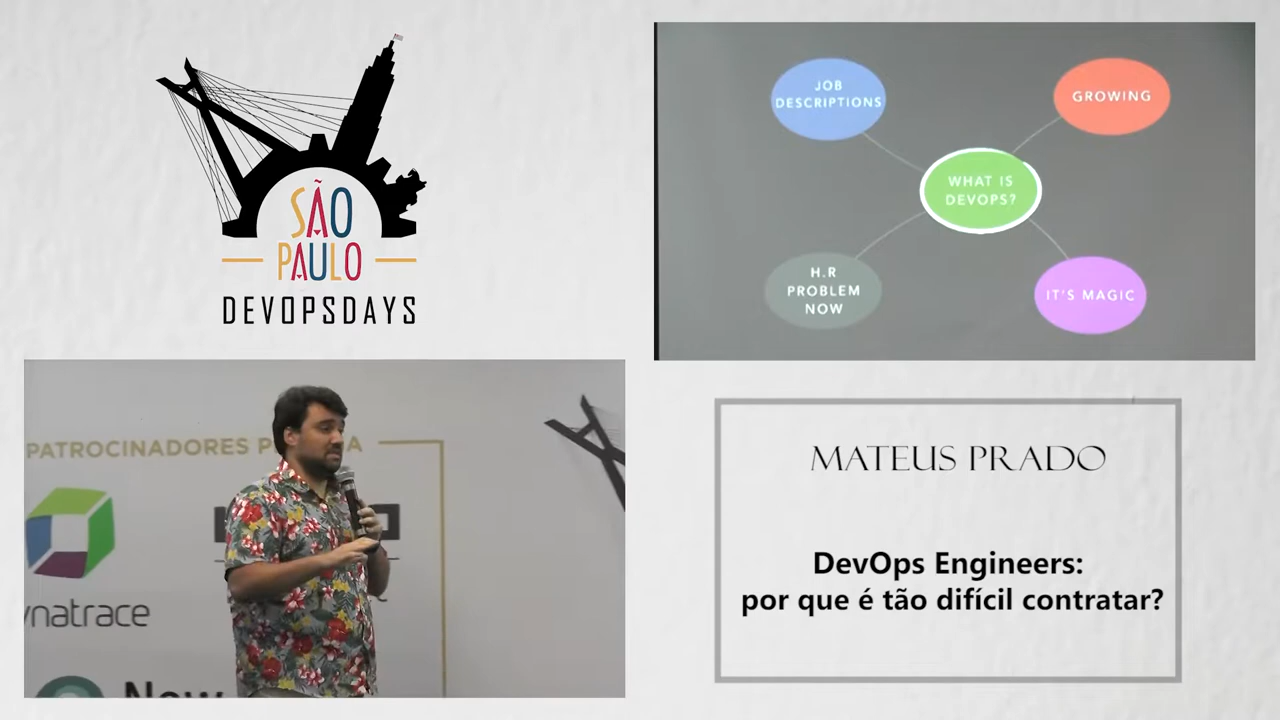 SÃO
PAULO
DEVOPSDAYS
JOB
DESCRIPTIONS
GROWING
WHAT IS
DEVOPS?
H.R
PROBLEM
NOW
IT'S MAGIC
PATROCINADORES
ynatrace
New
MATEUS PRADO
DevOps Engineers:
por que é tão difícil contratar?